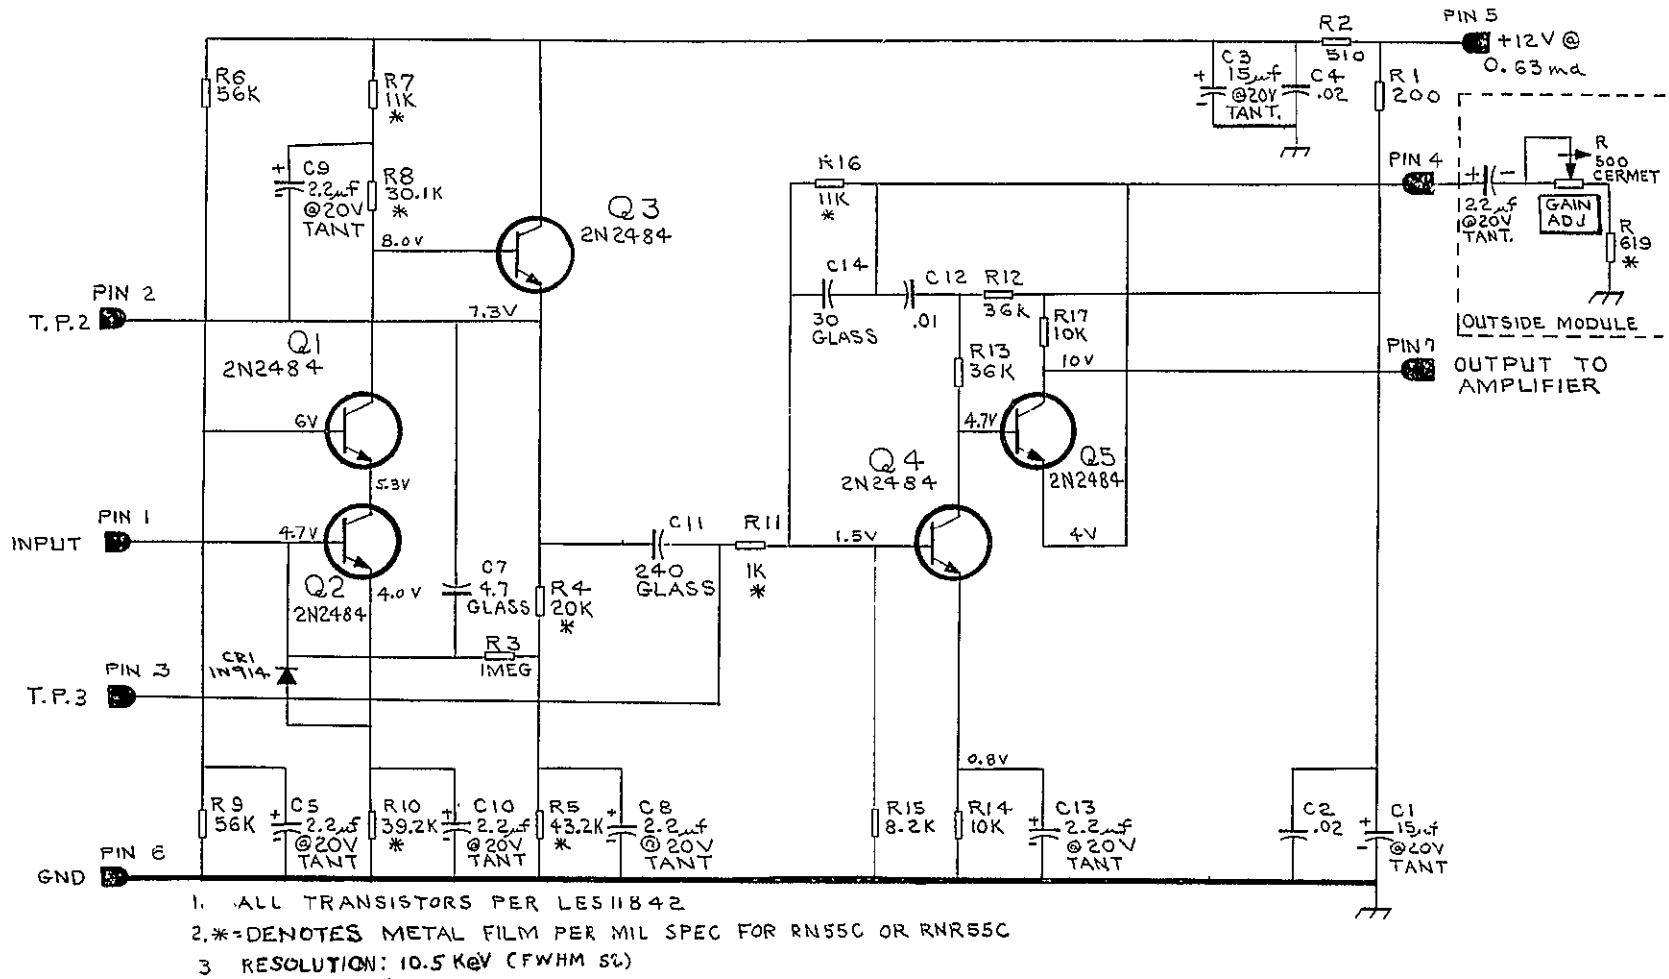 PIN 5
+12V @
0.63 ma
R2
510
R1
200
C3
15µf
@20V
TANT.
C4
.02
R6
56K
R7
11K
*
C9
2.2µf
@20V
TANT
R8
30.1K
*
Q3
2N2484
8.0V
7.3V
R16
11K
*
PIN 4
2.2µf
@20V
TANT.
R
500
CERMET
GAIN
ADJ
R
619
*
OUTSIDE MODULE
PIN 2
T.P.2
C14
30
GLASS
C12
.01
R12
36K
R17
10K
R13
36K
10V
PIN 7
OUTPUT TO
AMPLIFIER
Q1
2N2484
6V
5.3V
4.7V
Q5
2N2484
Q4
2N2484
PIN 1
INPUT
4.7V
Q2
2N2484
4.0V
C7
4.7
GLASS
R4
20K
*
C11
240
GLASS
R11
1K
*
1.5V
4V
R3
1MEG
CR1
1N914
PIN 3
T.P.3
0.8V
R9
56K
C5
2.2µf
@20V
TANT
R10
39.2K
*
C10
2.2µf
@20V
TANT
R5
43.2K
*
C8
2.2µf
@20V
TANT
R15
8.2K
R14
10K
C13
2.2µf
@20V
TANT
C2
.02
C1
15µf
@20V
TANT
PIN 6
GND
1. ALL TRANSISTORS PER LES11842
2.*=DENOTES METAL FILM PER MIL SPEC FOR RN55C OR RNR55C
3 RESOLUTION: 10.5 KeV (FWHM Si)